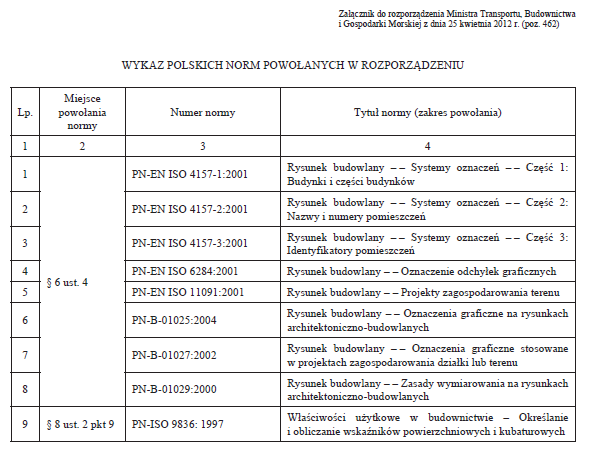 Załącznik do rozporządzenia Ministra Transportu, Budownictwa
i Gospodarki Morskiej z dnia 25 kwietnia 2012 r. (poz. 462)
WYKAZ POLSKICH NORM POWOŁANYCH W ROZPORZĄDZENIU
Lp.
Miejsce
powołania
normy
Numer normy
Tytuł normy (zakres powołania)
1
2
3
4
1
§ 6 ust. 4
PN-EN ISO 4157-1:2001
Rysunek budowlany – – Systemy oznaczeń – – Część 1:
Budynki i części budynków
2
PN-EN ISO 4157-2:2001
Rysunek budowlany – – Systemy oznaczeń – – Część 2:
Nazwy i numery pomieszczeń
3
PN-EN ISO 4157-3:2001
Rysunek budowlany – – Systemy oznaczeń – – Część 3:
Identyfikatory pomieszczeń
4
PN-EN ISO 6284:2001
Rysunek budowlany – – Oznaczenie odchyłek graficznych
5
PN-EN ISO 11091:2001
Rysunek budowlany – – Projekty zagospodarowania terenu
6
PN-B-01025:2004
Rysunek budowlany – – Oznaczenia graficzne na rysunkach
architektoniczno-budowlanych
7
PN-B-01027:2002
Rysunek budowlany – – Oznaczenia graficzne stosowane
w projektach zagospodarowania działki lub terenu
8
PN-B-01029:2000
Rysunek budowlany – – Zasady wymiarowania na rysunkach
architektoniczno-budowlanych
9
§ 8 ust. 2 pkt 9
PN-ISO 9836: 1997
Właściwości użytkowe w budownictwie – Określanie
i obliczanie wskaźników powierzchniowych i kubaturowych